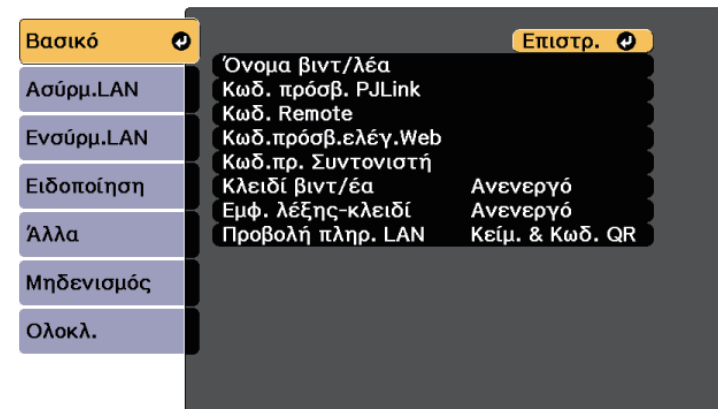 Βασικό
Ασύρμ.LAN
Ενσύρμ.LAN
Ειδοποίηση
Άλλα
Μηδενισμός
Ολοκλ.
Επιστρ.
Όνομα βιντ/λέα
Κωδ. πρόσβ. PJLink
Κωδ. Remote
Κωδ.πρόσβ.ελέγ.Web
Κωδ.πρ. Συντονιστή
Κλειδί βιντ/έα Ανενεργό
Εμφ. λέξης-κλειδί Ανενεργό
Προβολή πληρ. LAN Κείμ. & Κωδ. QR